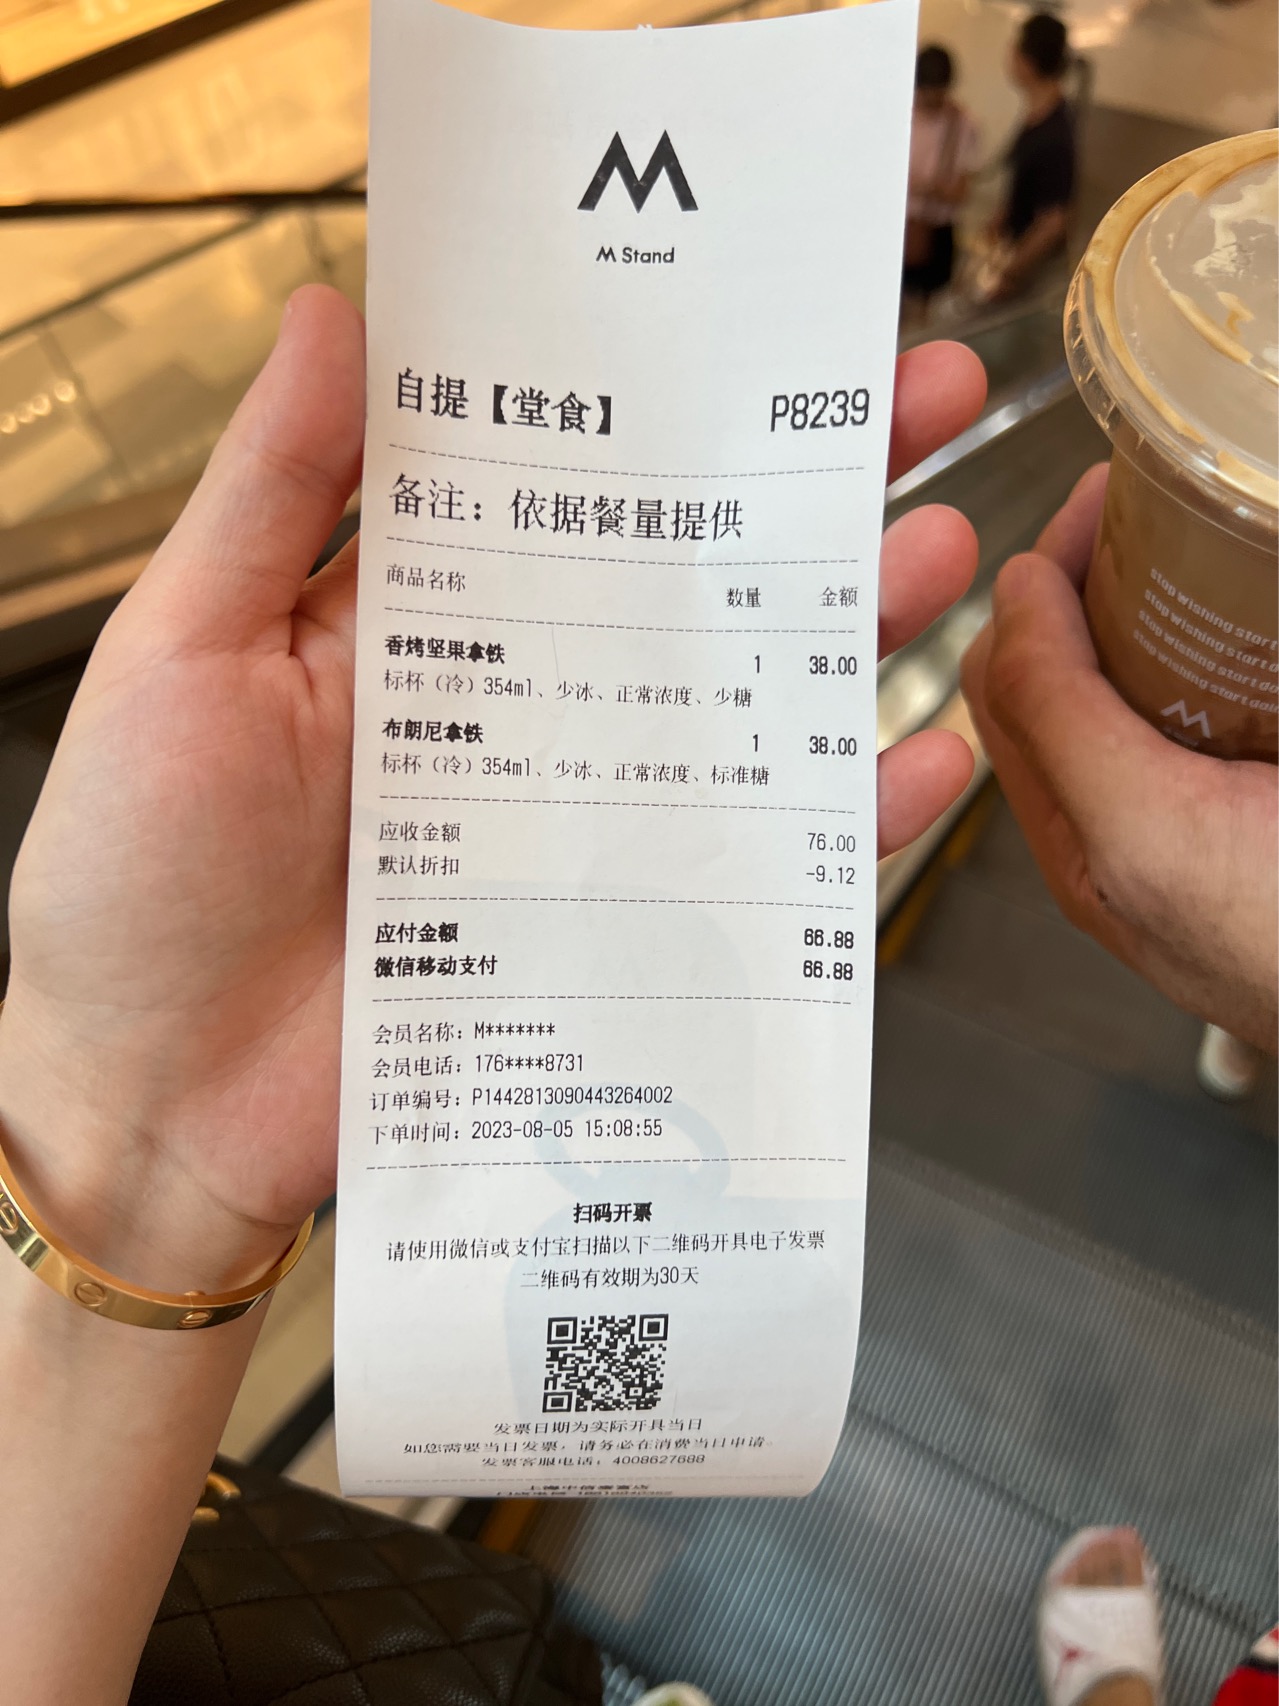 M Stand
自提【堂食】 P8239
备注：依据餐量提供
商品名称 数量 金额
香烤坚果拿铁 1 38.00
标杯（冷）354ml、少冰、正常浓度、少糖
布朗尼拿铁 1 38.00
标杯（冷）354ml、少冰、正常浓度、标准糖
应收金额 76.00
默认折扣 -9.12
应付金额 66.88
微信移动支付 66.88
会员名称：M*******
会员电话：176****8731
订单编号：P1442813090443264002
下单时间：2023-08-05 15:08:55
扫码开票
请使用微信或支付宝扫描以下二维码开具电子发票
二维码有效期为30天
发票日期为实际开具当日
如您需要当日发票，请务必在消费当日申请。
发票客服电话：4008627688
stop wishing start
stop wishing start d
stop wishing start do
stop wishing start doin